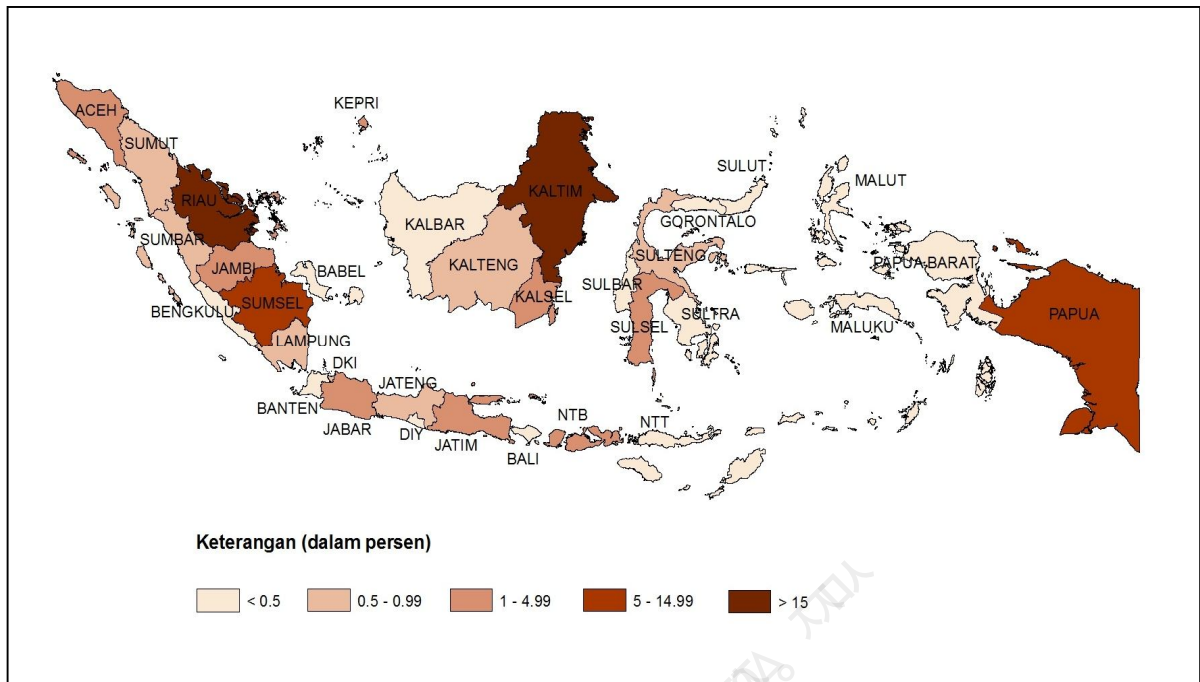 ACEH
KEPRI
SUMUT
SULUT
MALUT
RIAU
KALTIM
KALBAR
GORONTALO
SUMBAR
SULTENG
PAPUA BARAT
JAMBI
BABEL
KALTENG
SULBAR
KALSEL
SUMSEL
BENGKULU
SULTRA
PAPUA
SULSEL
MALUKU
LAMPUNG
DKI
JATENG
BANTEN
JABAR
DIY
JATIM
NTB
NTT
BALI
Keterangan (dalam persen)
< 0.5
0.5 - 0.99
1 - 4.99
5 - 14.99
> 15